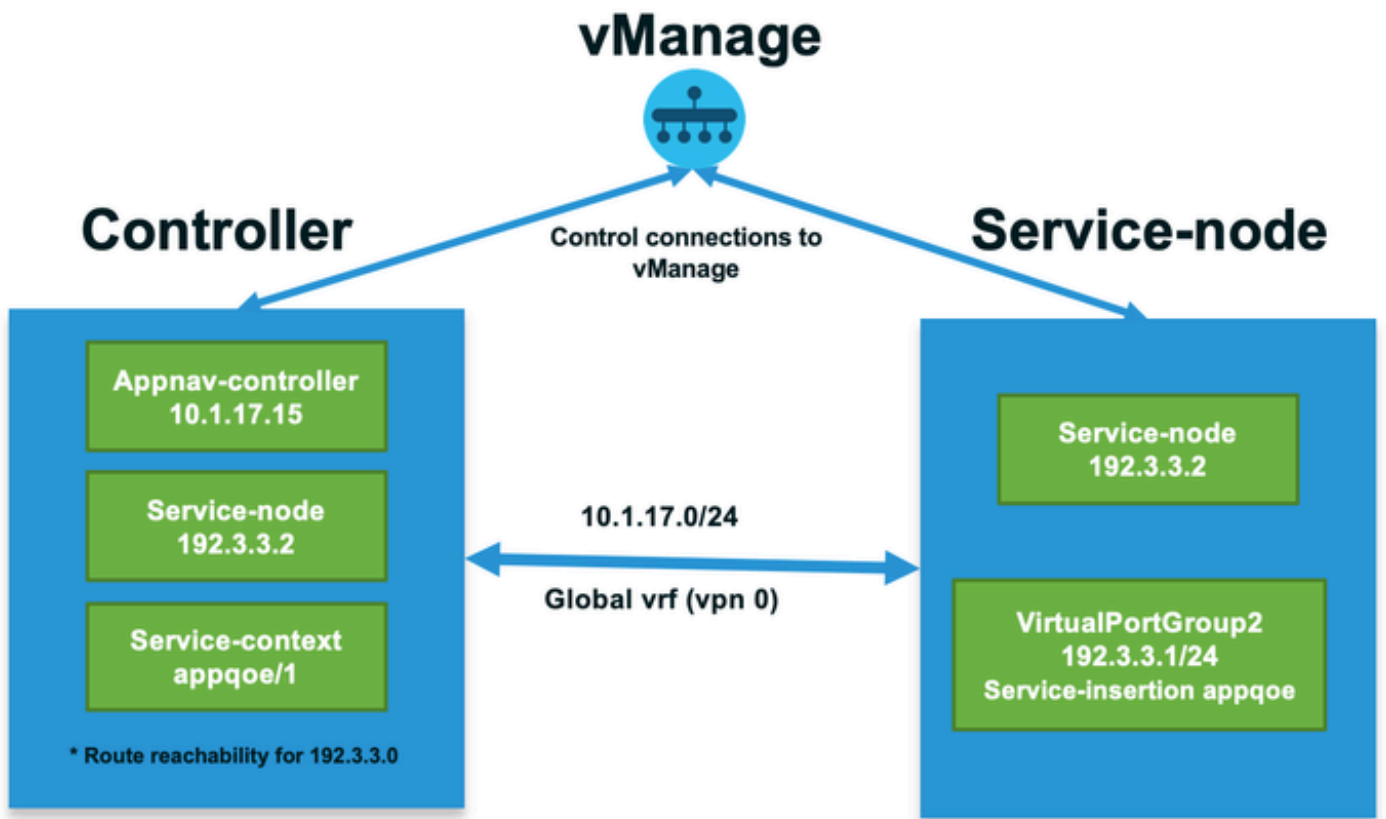 vManage
Controller
Control connections to
vManage
Service-node
Appnav-controller
10.1.17.15
Service-node
192.3.3.2
Service-context
appqoe/1
* Route reachability for 192.3.3.0
10.1.17.0/24
Global vrf (vpn 0)
Service-node
192.3.3.2
VirtualPortGroup2
192.3.3.1/24
Service-insertion appqoe